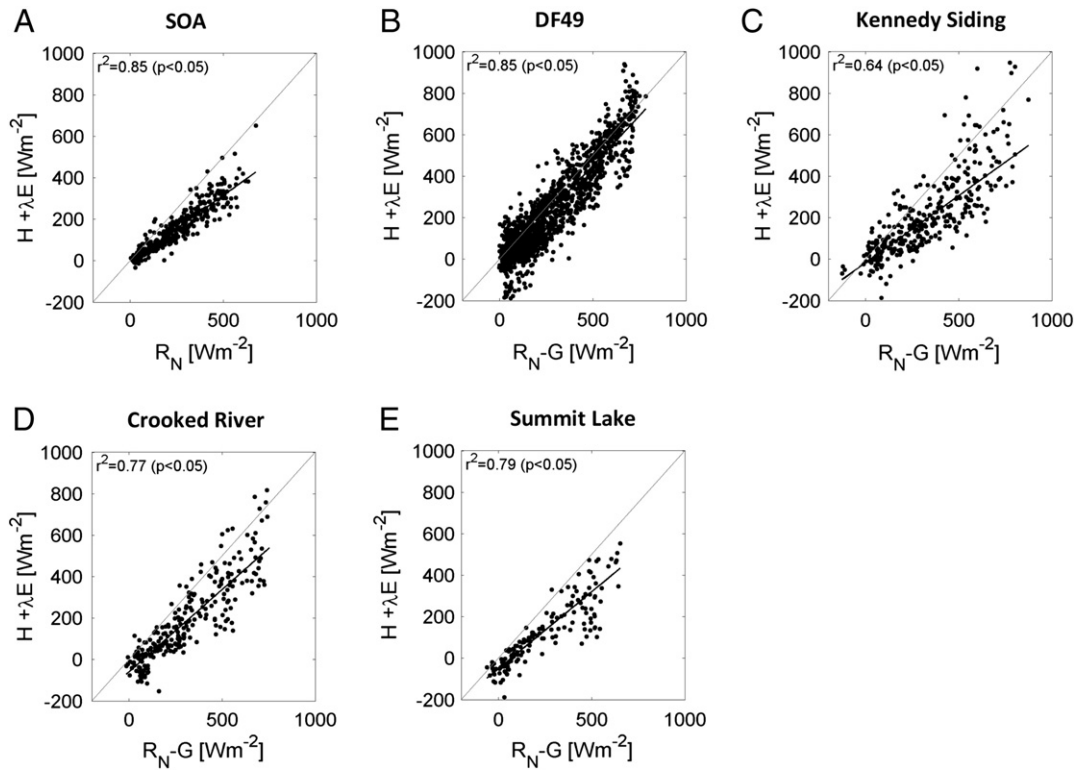 A
SOA
r²=0.85 (p<0.05)
1000
800
600
400
200
0
-200
H +λE [Wm⁻²]
0 500 1000
R_N [Wm⁻²]
B
DF49
r²=0.85 (p<0.05)
1000
800
600
400
200
0
-200
H +λE [Wm⁻²]
0 500 1000
R_N-G [Wm⁻²]
C
Kennedy Siding
r²=0.64 (p<0.05)
1000
800
600
400
200
0
-200
H +λE [Wm⁻²]
0 500 1000
R_N-G [Wm⁻²]
D
Crooked River
r²=0.77 (p<0.05)
1000
800
600
400
200
0
-200
H +λE [Wm⁻²]
0 500 1000
R_N-G [Wm⁻²]
E
Summit Lake
r²=0.79 (p<0.05)
1000
800
600
400
200
0
-200
H +λE [Wm⁻²]
0 500 1000
R_N-G [Wm⁻²]